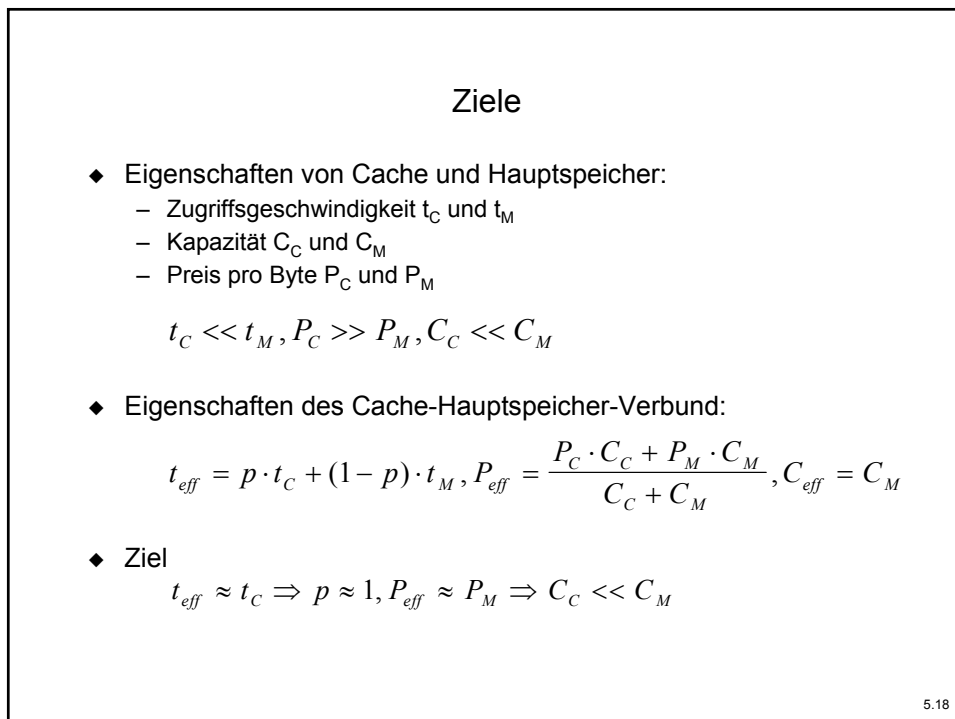 Ziele
◆ Eigenschaften von Cache und Hauptspeicher:
– Zugriffsgeschwindigkeit t_C und t_M
– Kapazität C_C und C_M
– Preis pro Byte P_C und P_M
t_C << t_M , P_C >> P_M , C_C << C_M
◆ Eigenschaften des Cache-Hauptspeicher-Verbund:
t_eff = p · t_C + (1 − p) · t_M , P_eff = (P_C · C_C + P_M · C_M) / (C_C + C_M) , C_eff = C_M
◆ Ziel
t_eff ≈ t_C ⇒ p ≈ 1, P_eff ≈ P_M ⇒ C_C << C_M
5.18